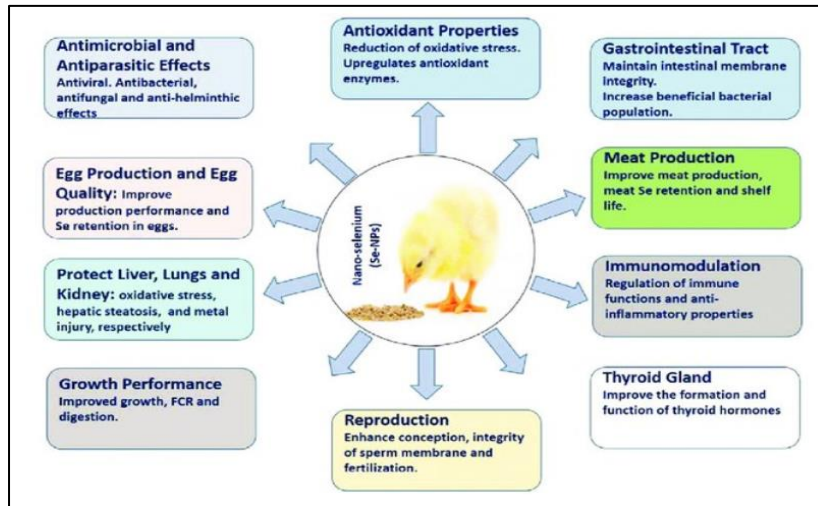 Antimicrobial and
Antiparasitic Effects
Antiviral. Antibacterial,
antifungal and anti-helminthic
effects
Antioxidant Properties
Reduction of oxidative stress.
Upregulates antioxidant
enzymes.
Gastrointestinal Tract
Maintain intestinal membrane
integrity.
Increase beneficial bacterial
population.
Egg Production and Egg
Quality: Improve
production performance and
Se retention in eggs.
Nano-selenium
(Se-NPs)
Meat Production
Improve meat production,
meat Se retention and shelf
life.
Protect Liver, Lungs and
Kidney: oxidative stress,
hepatic steatosis, and metal
injury, respectively
Immunomodulation
Regulation of immune
functions and anti-
inflammatory properties
Growth Performance
Improved growth, FCR and
digestion.
Reproduction
Enhance conception, integrity
of sperm membrane and
fertilization.
Thyroid Gland
Improve the formation and
function of thyroid hormones